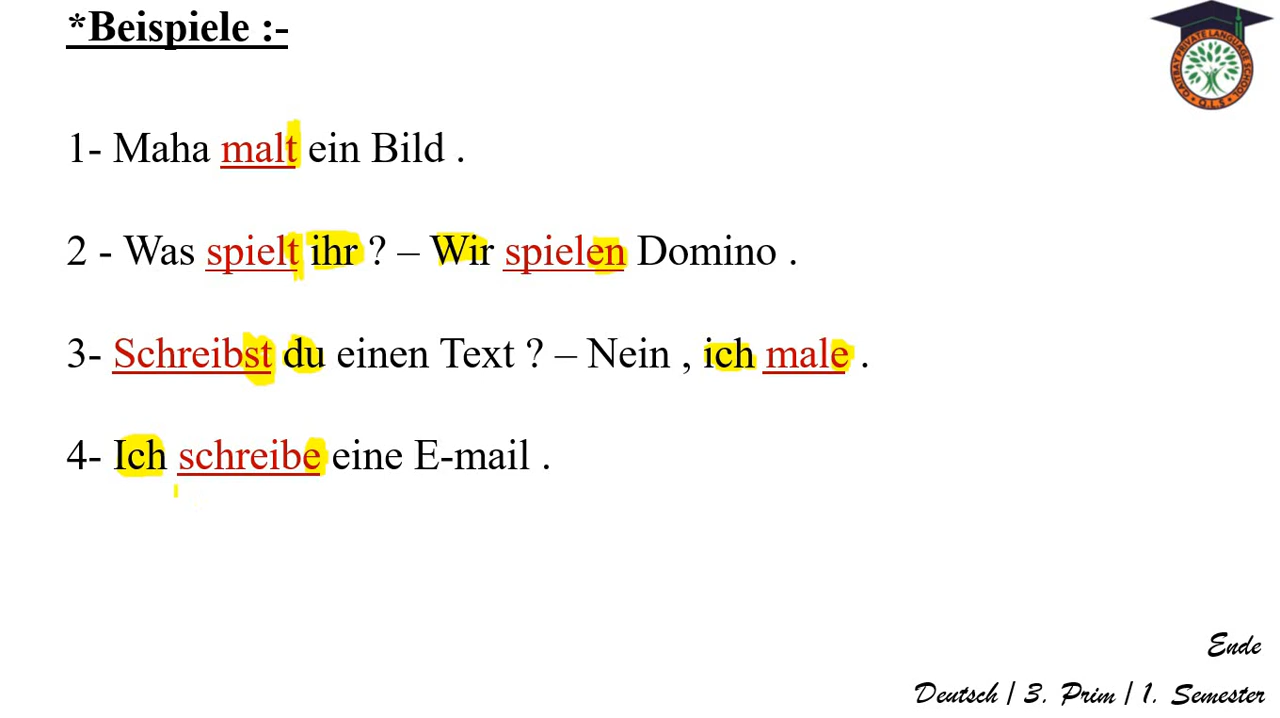 *Beispiele :-
1- Maha malt ein Bild .
2 - Was spielt ihr ? – Wir spielen Domino .
3- Schreibst du einen Text ? – Nein , ich male .
4- Ich schreibe eine E-mail .
Ende
Deutsch | 3. Prim | 1. Semester